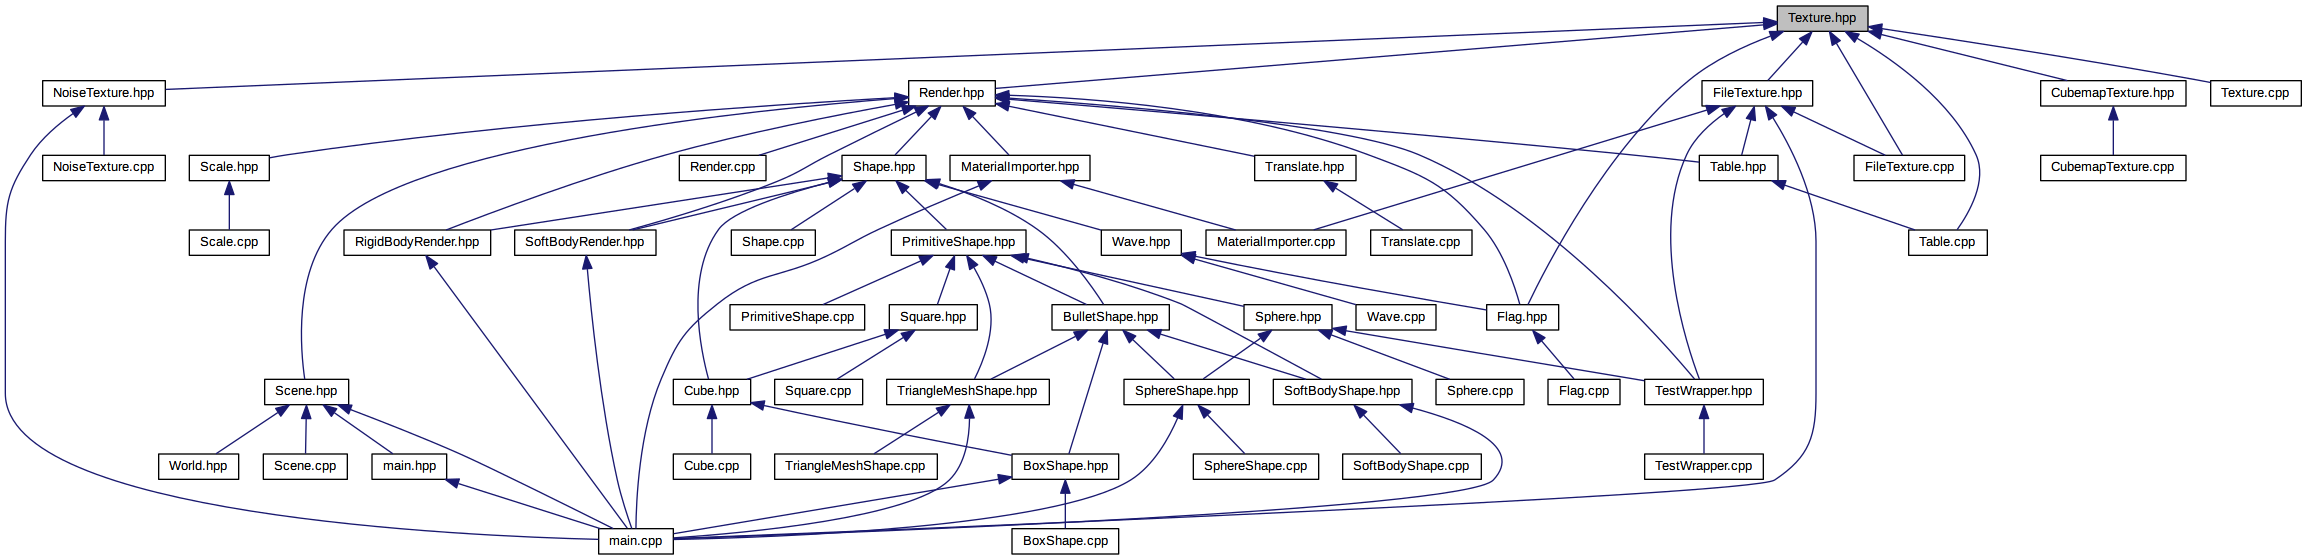 Texture.hpp
NoiseTexture.hpp
Render.hpp
FileTexture.hpp
CubemapTexture.hpp
Texture.cpp
NoiseTexture.cpp
Scale.hpp
Render.cpp
Shape.hpp
MaterialImporter.hpp
Translate.hpp
Table.hpp
FileTexture.cpp
CubemapTexture.cpp
Scale.cpp
RigidBodyRender.hpp
SoftBodyRender.hpp
Shape.cpp
PrimitiveShape.hpp
Wave.hpp
MaterialImporter.cpp
Translate.cpp
Table.cpp
PrimitiveShape.cpp
Square.hpp
BulletShape.hpp
Sphere.hpp
Wave.cpp
Flag.hpp
Scene.hpp
Cube.hpp
Square.cpp
TriangleMeshShape.hpp
SphereShape.hpp
SoftBodyShape.hpp
Sphere.cpp
Flag.cpp
TestWrapper.hpp
World.hpp
Scene.cpp
main.hpp
Cube.cpp
TriangleMeshShape.cpp
BoxShape.hpp
SphereShape.cpp
SoftBodyShape.cpp
TestWrapper.cpp
main.cpp
BoxShape.cpp